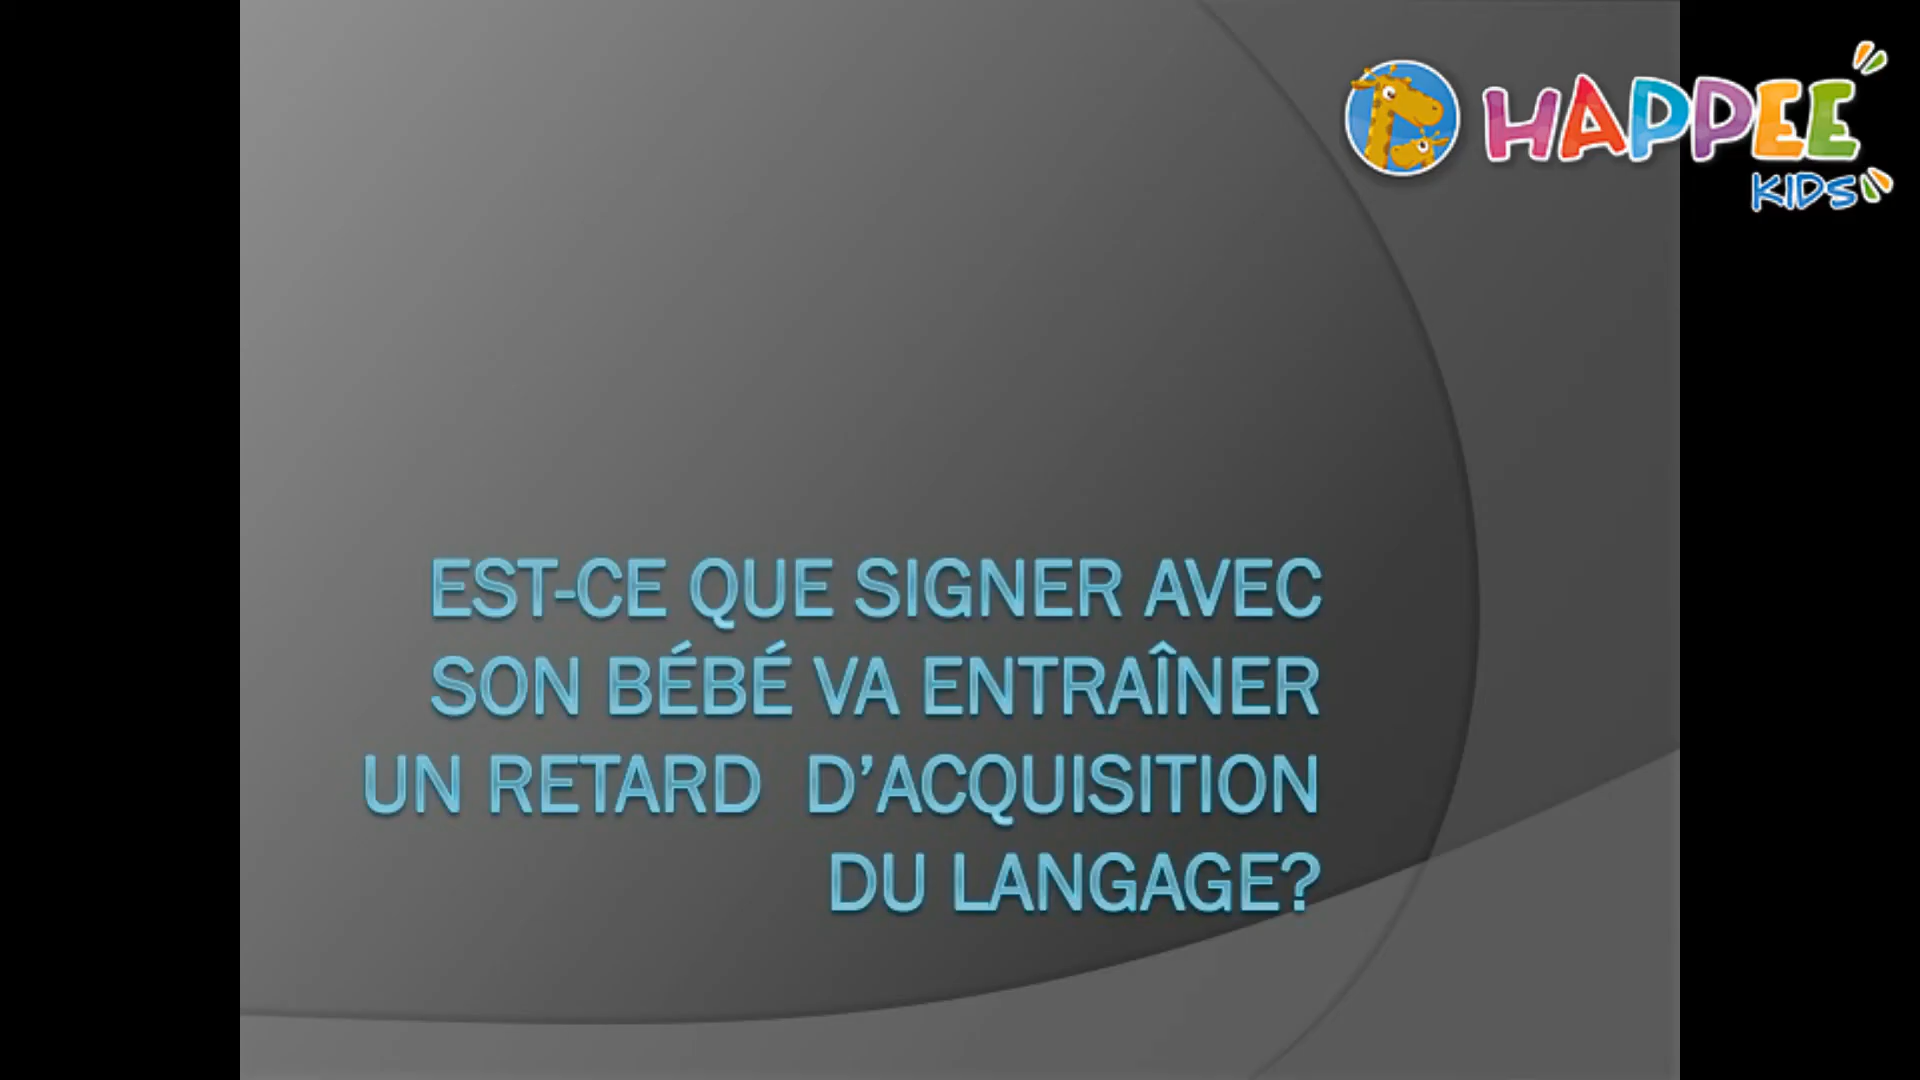 HAPPEE
KIDS
EST-CE QUE SIGNER AVEC
SON BÉBÉ VA ENTRAÎNER
UN RETARD D’ACQUISITION
DU LANGAGE?